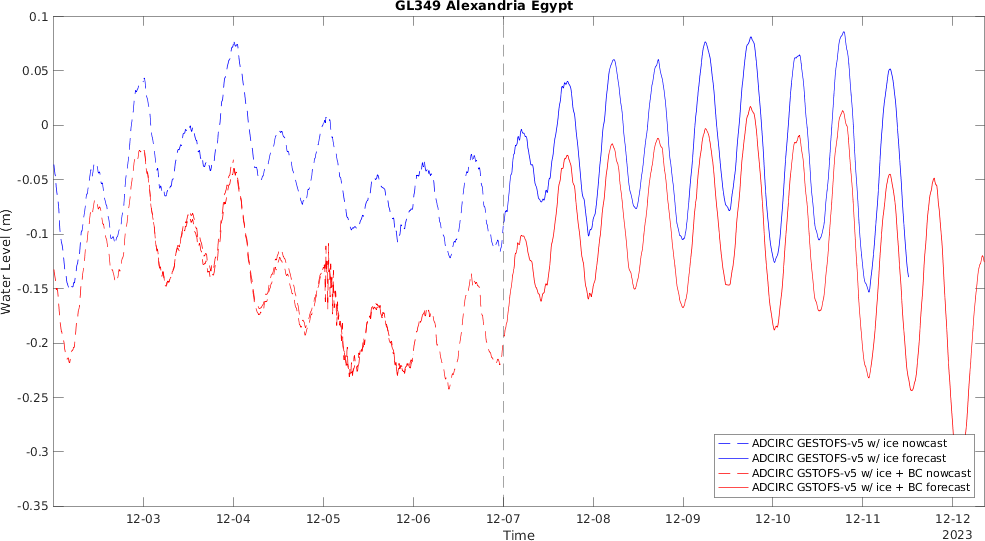 GL349 Alexandria Egypt
0.1
0.05
0
-0.05
-0.1
-0.15
-0.2
-0.25
-0.3
-0.35
Water Level (m)
ADCIRC GESTOFS-v5 w/ ice nowcast
ADCIRC GESTOFS-v5 w/ ice forecast
ADCIRC GSTOFS-v5 w/ ice + BC nowcast
ADCIRC GSTOFS-v5 w/ ice + BC forecast
12-03 12-04 12-05 12-06 12-07 12-08 12-09 12-10 12-11 12-12
Time 2023